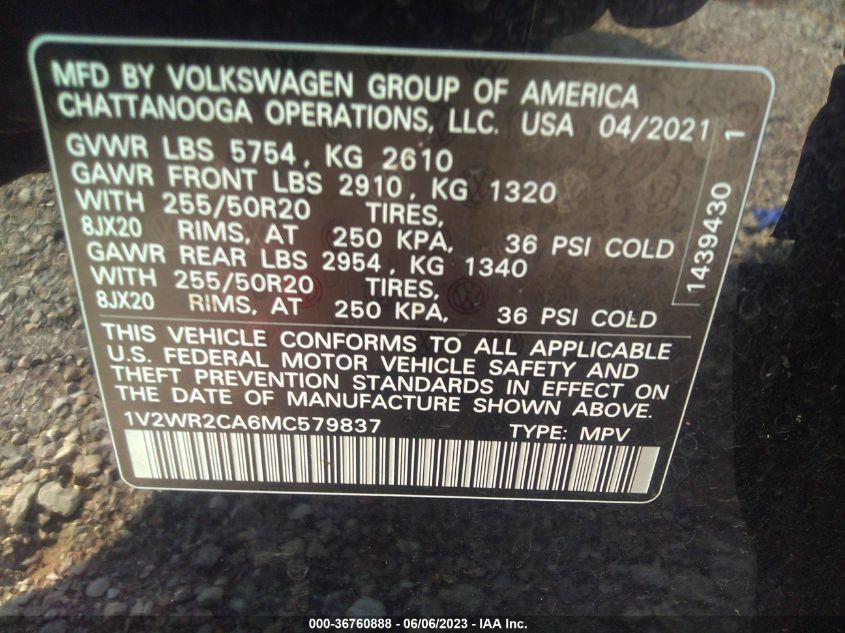 MFD BY VOLKSWAGEN GROUP OF AMERICA
CHATTANOOGA OPERATIONS, LLC. USA 04/2021
GVWR LBS 5754, KG 2610
GAWR FRONT LBS 2910, KG 1320
WITH 255/50R20 TIRES,
8JX20 RIMS, AT 250 KPA, 36 PSI COLD
GAWR REAR LBS 2954, KG 1340
WITH 255/50R20 TIRES,
8JX20 RIMS, AT 250 KPA, 36 PSI COLD
1439430 1
THIS VEHICLE CONFORMS TO ALL APPLICABLE
U.S. FEDERAL MOTOR VEHICLE SAFETY AND
THEFT PREVENTION STANDARDS IN EFFECT ON
THE DATE OF MANUFACTURE SHOWN ABOVE.
1V2WR2CA6MC579837 TYPE: MPV
000-36760888 - 06/06/2023 - IAA Inc.